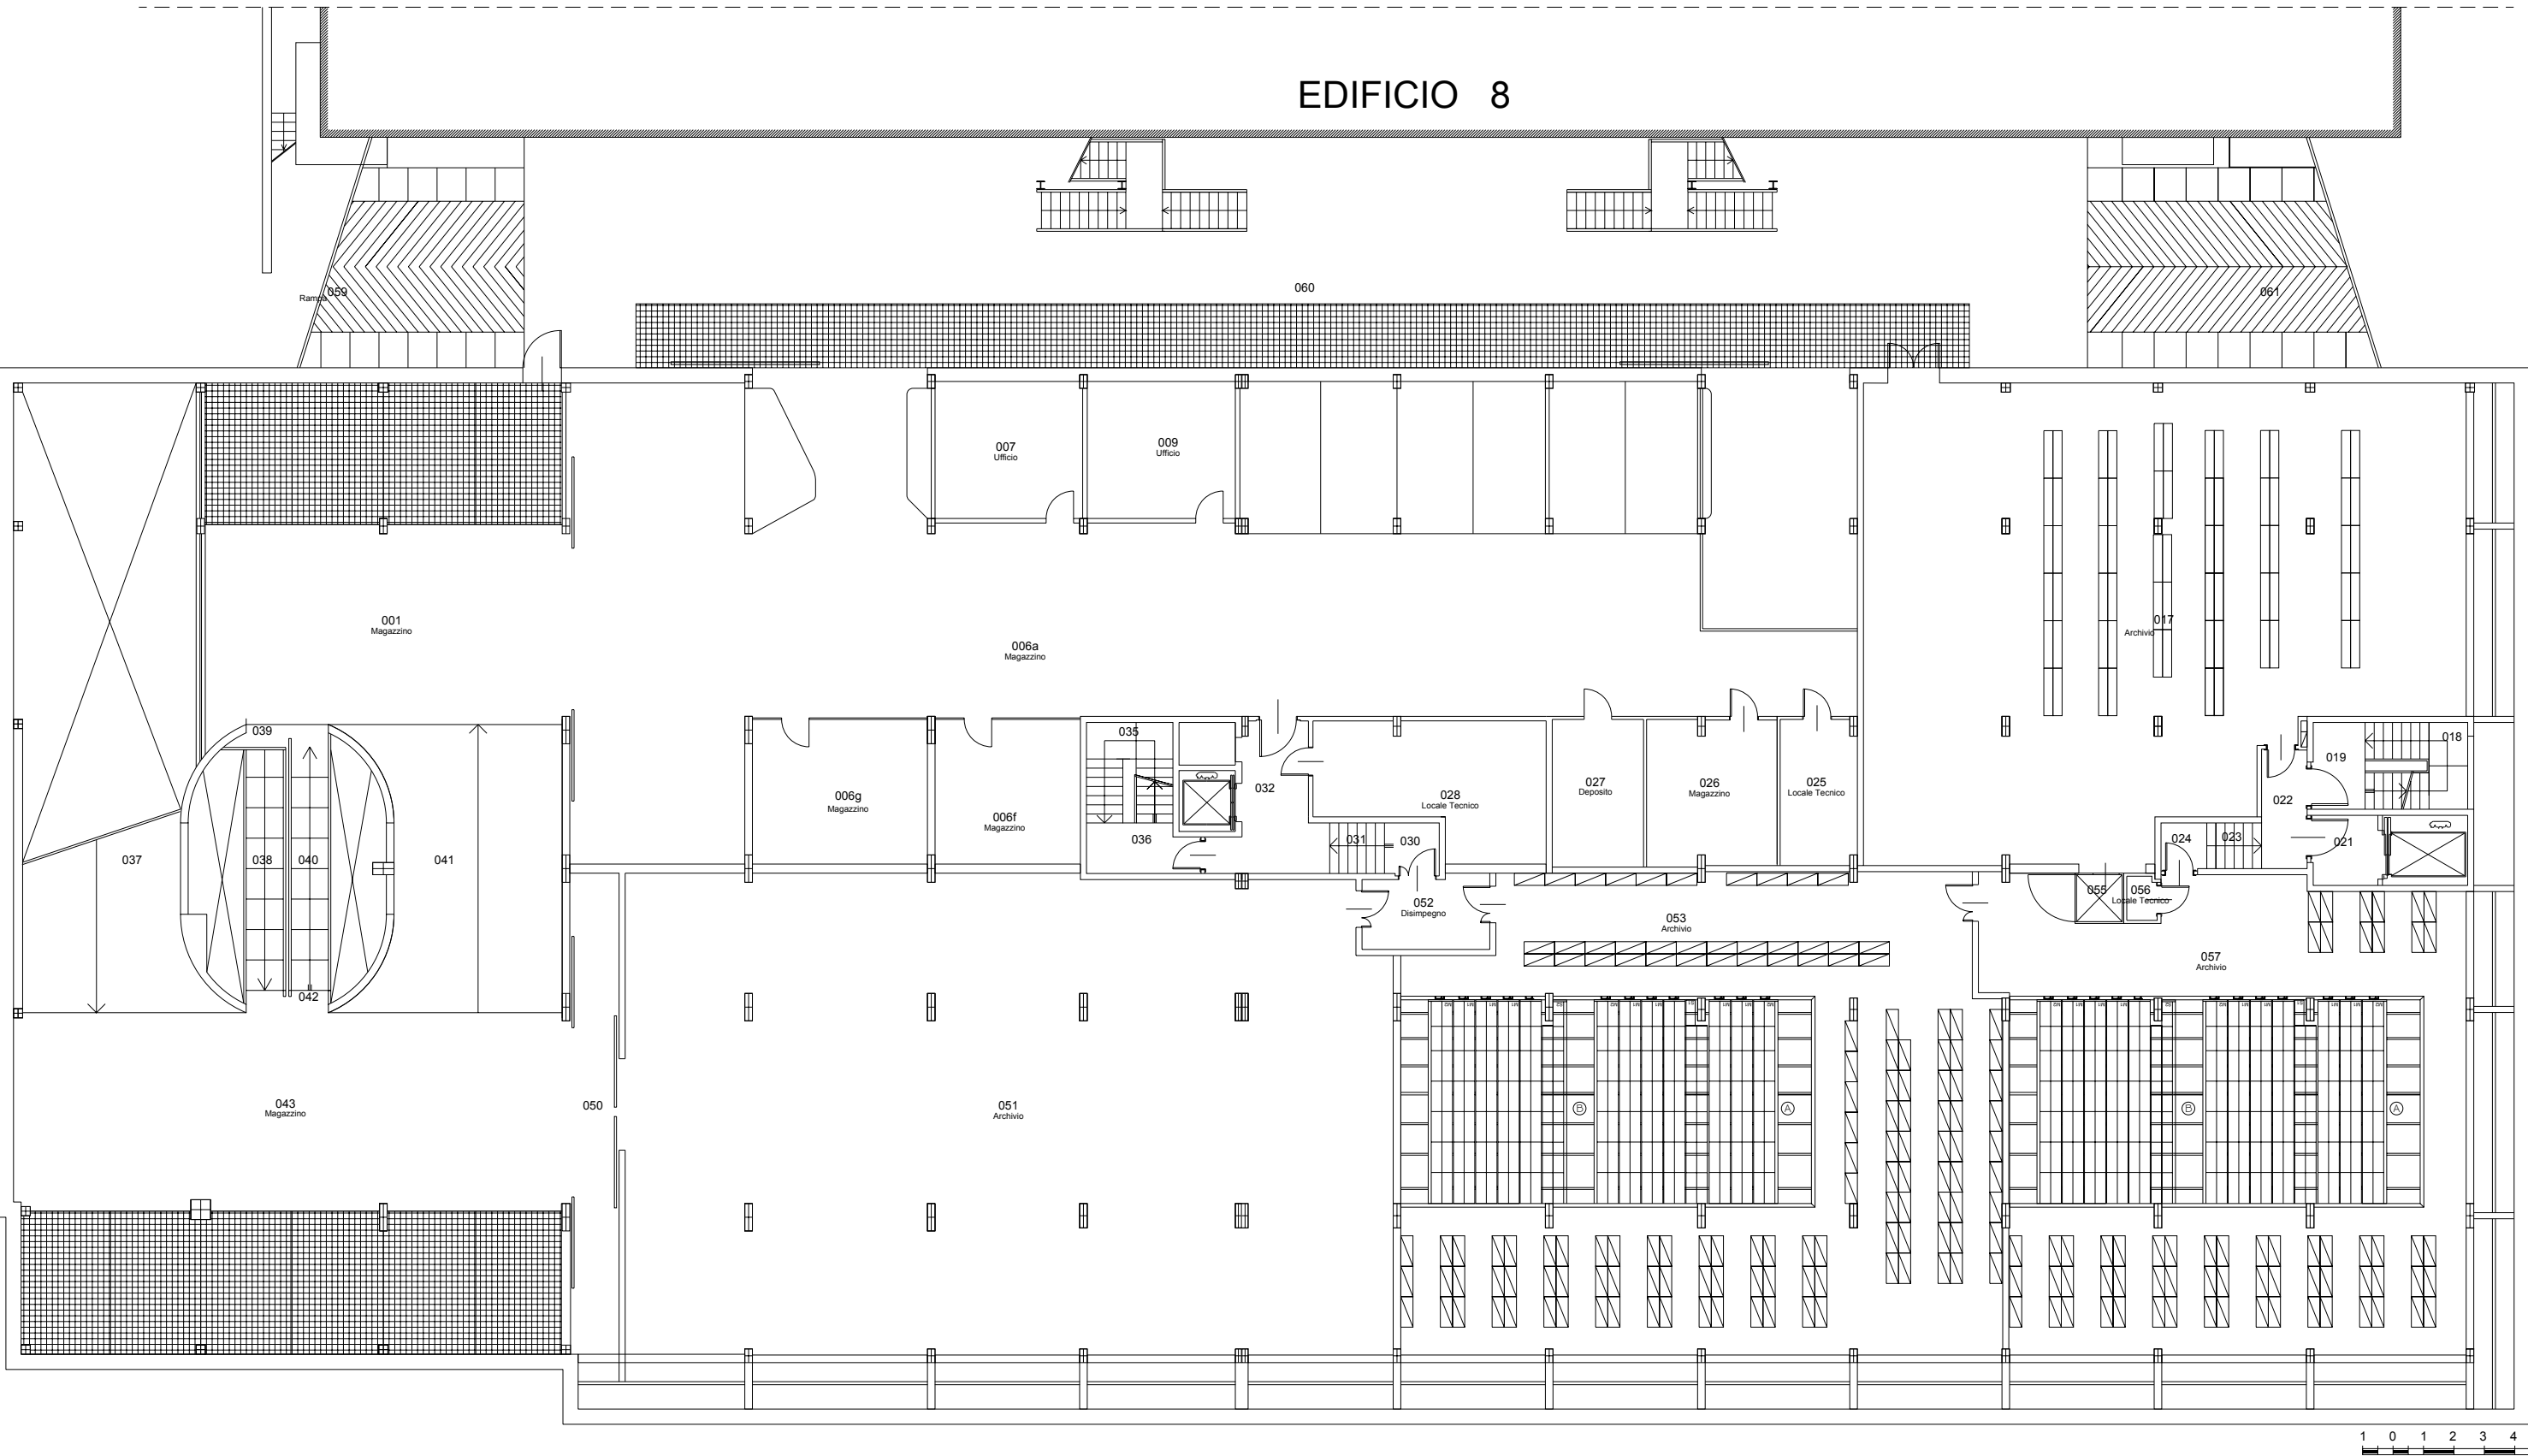 EDIFICIO 8
060
059
Rampa
061
007
Ufficio
009
Ufficio
001
Magazzino
006a
Magazzino
017
Archivio
039
035
018
019
032
027
Deposito
026
Magazzino
025
Locale Tecnico
006g
Magazzino
028
Locale Tecnico
022
006f
Magazzino
036
031
030
024
023
021
037
038
040
041
055
056
Locale Tecnico
052
Disimpegno
053
Archivio
057
Archivio
042
043
Magazzino
050
051
Archivio
B
A
B
A
1 0 1 2 3 4